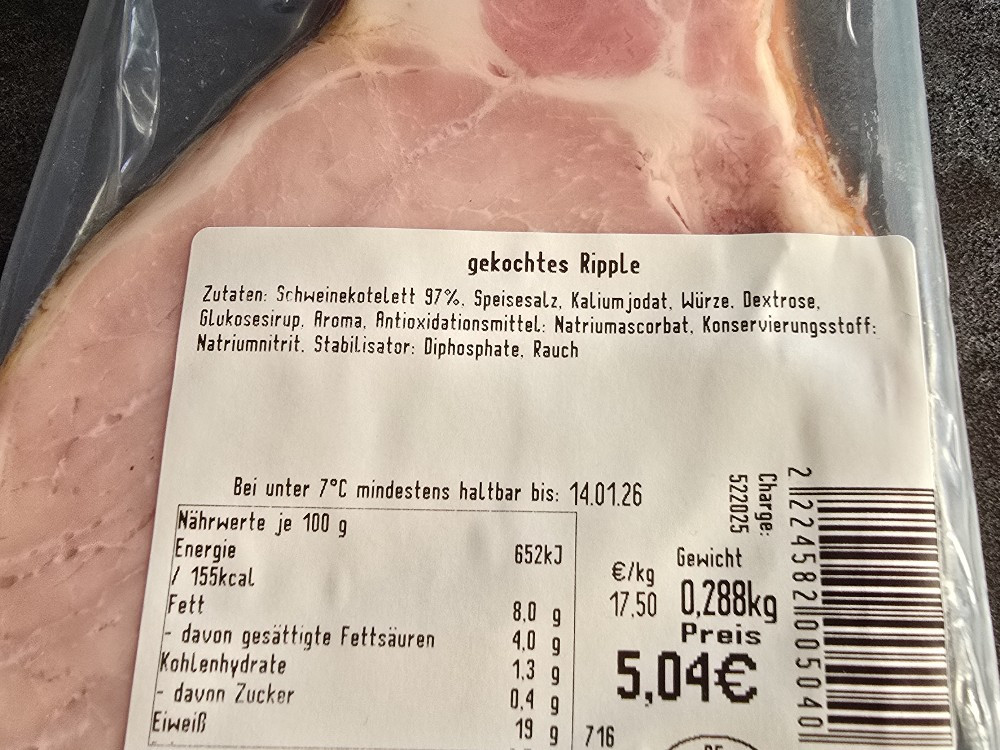 gekochtes Ripple
Zutaten: Schweinekotelett 97%, Speisesalz, Kaliumjodat, Würze, Dextrose,
Glukosesirup, Aroma, Antioxidationsmittel: Natriumascorbat, Konservierungsstoff:
Natriumnitrit, Stabilisator: Diphosphate, Rauch
Bei unter 7°C mindestens haltbar bis: 14.01.26
Nährwerte je 100 g
Energie 652kJ
/ 155kcal
Fett 8,0 g
- davon gesättigte Fettsäuren 4,0 g
Kohlenhydrate 1,3 g
- davon Zucker 0,4 g
Eiweiß 19 g
Charge:
522025
€/kg Gewicht
17,50 0,288kg
Preis
5,04€
716
2 224582 005040